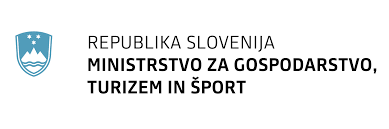 REPUBLIKA SLOVENIJA
MINISTRSTVO ZA GOSPODARSTVO,
TURIZEM IN ŠPORT